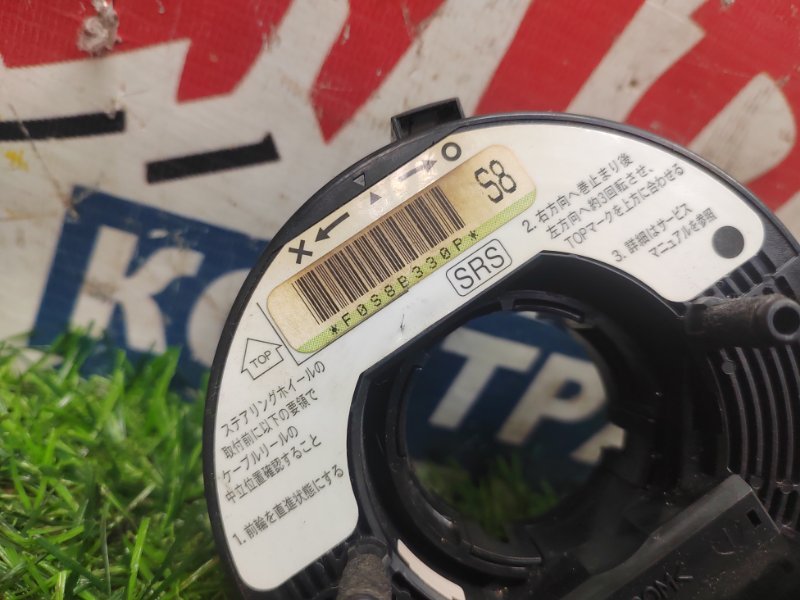 S8
*F0S8B330P*
SRS
TOP
ステアリングホイールの
取付前に以下の要領で
ケーブルリールの
中立位置確認すること
1. 前輪を直進状態にする
2. 右方向へ巻止まり後
左方向へ約3回転させ、
TOPマークを上方に合わせる
3. 詳細はサービス
マニュアルを参照